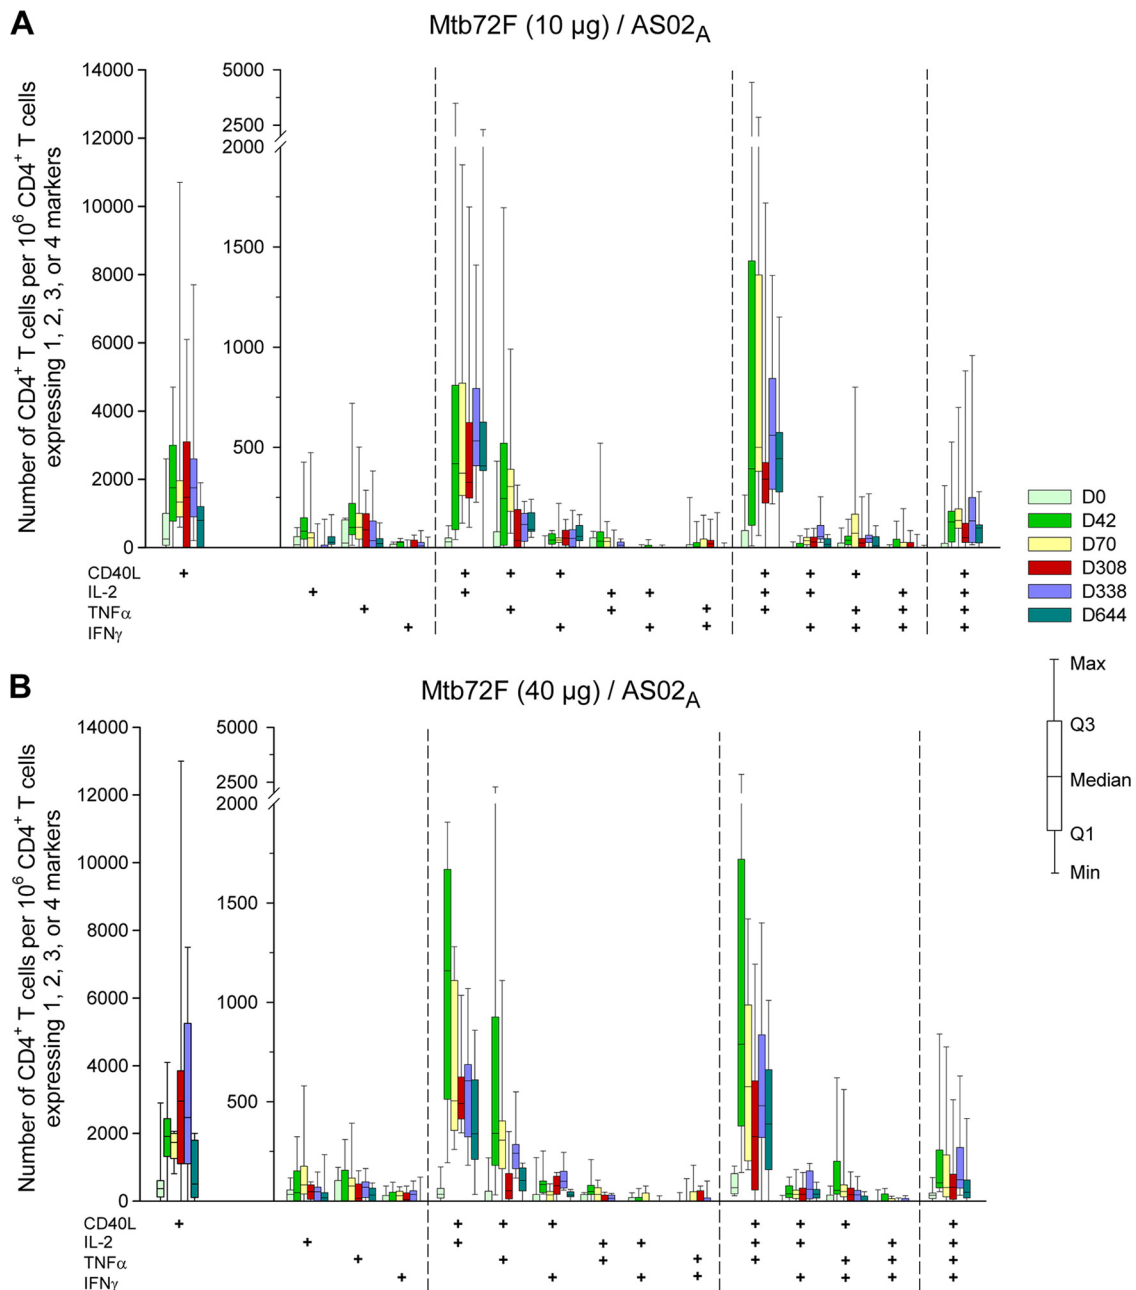 A
Mtb72F (10 µg) / AS02A
Number of CD4+ T cells per 10⁶ CD4+ T cells
expressing 1, 2, 3, or 4 markers
14000
12000
10000
8000
6000
4000
2000
0
5000
2500
2000
1500
1000
500
0
CD40L + + + + + + + +
IL-2 + + + + + + + +
TNFα + + + + + + + +
IFNγ + + + + + + + +
D0
D42
D70
D308
D338
D644
Max
Q3
Median
Q1
Min
B
Mtb72F (40 µg) / AS02A
Number of CD4+ T cells per 10⁶ CD4+ T cells
expressing 1, 2, 3, or 4 markers
14000
12000
10000
8000
6000
4000
2000
0
5000
2500
2000
1500
1000
500
0
CD40L + + + + + + + +
IL-2 + + + + + + + +
TNFα + + + + + + + +
IFNγ + + + + + + + +